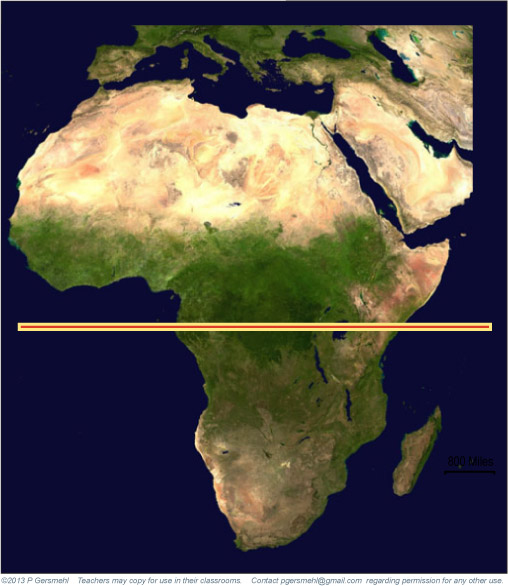 600 Miles
©2013 P Gersmehl Teachers may copy for use in their classrooms. Contact pgersmehl@gmail.com regarding permission for any other use.